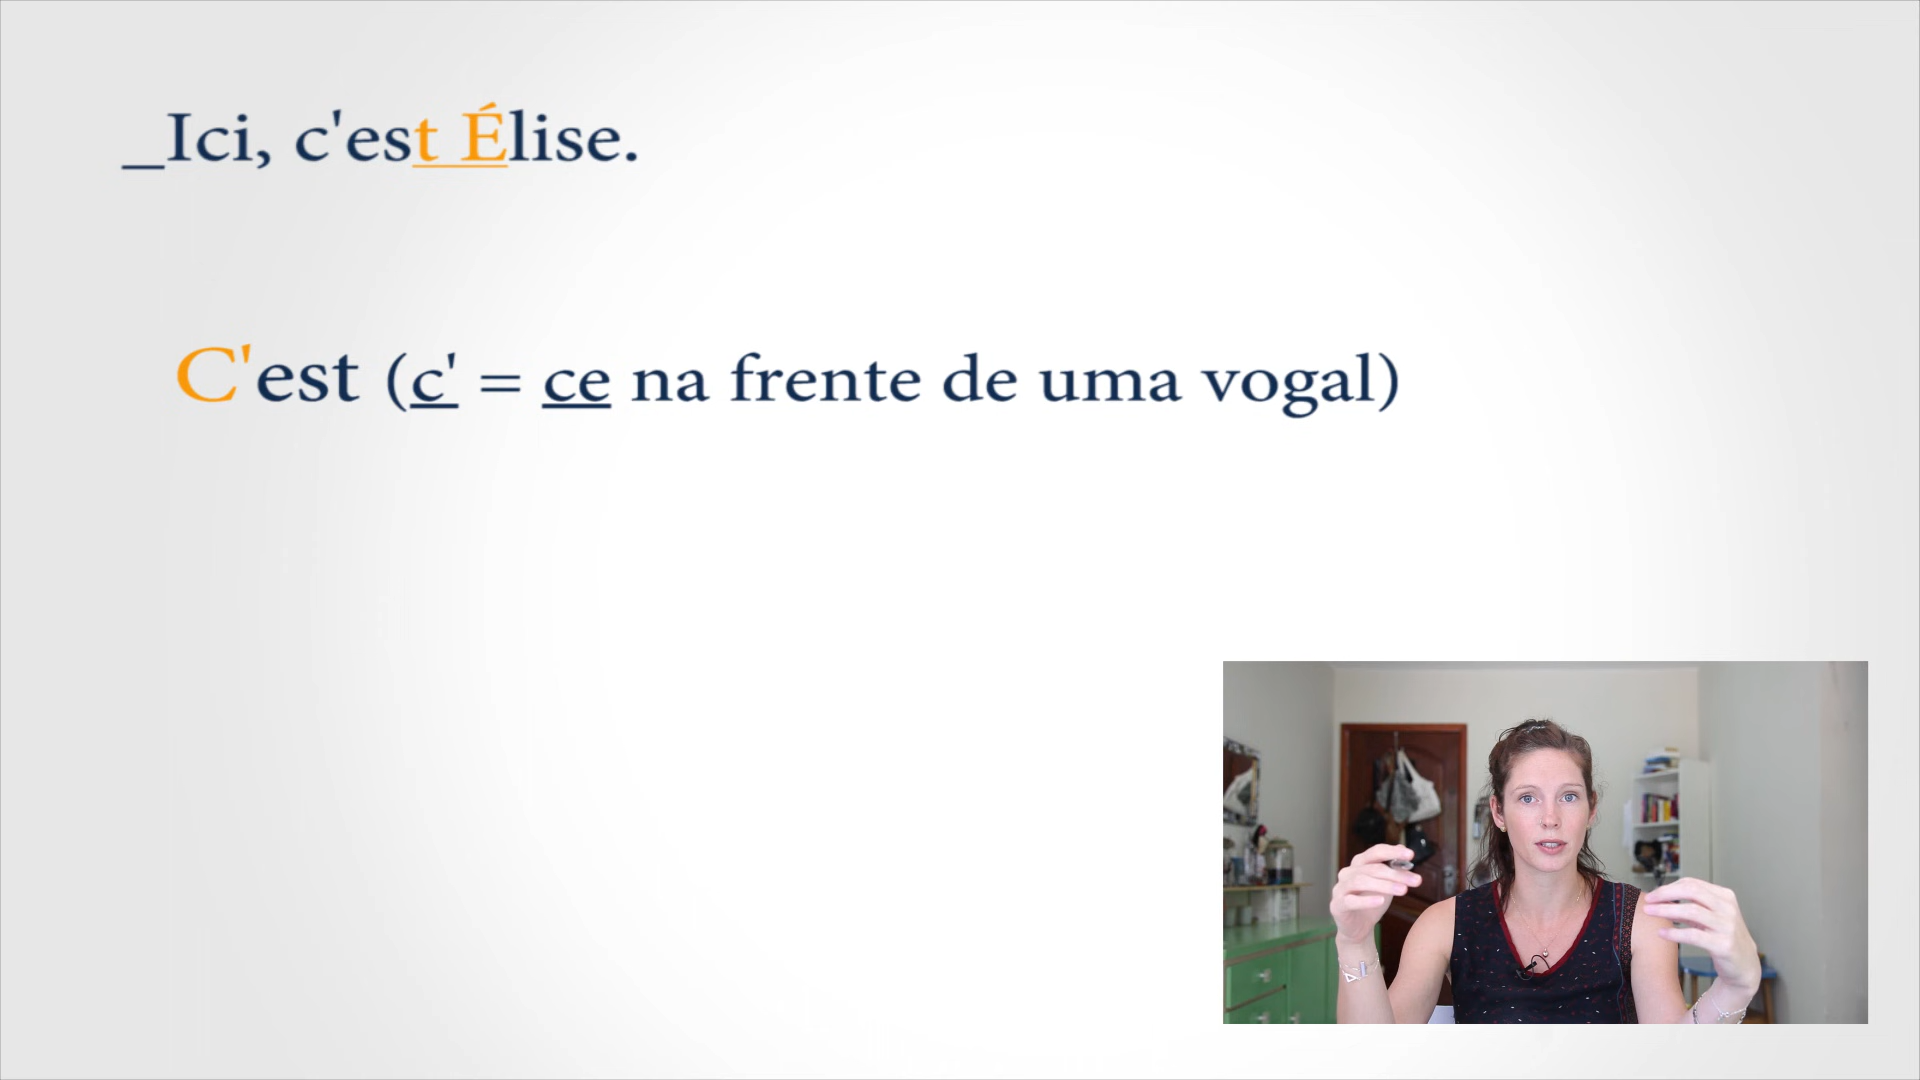 _Ici, c'est Élise.
C'est (c' = ce na frente de uma vogal)